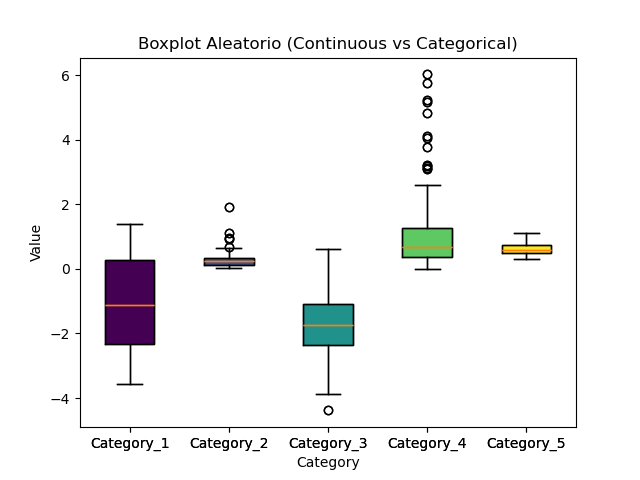 Boxplot Aleatorio (Continuous vs Categorical)
6
4
2
0
−2
−4
Value
Category_1 Category_2 Category_3 Category_4 Category_5
Category